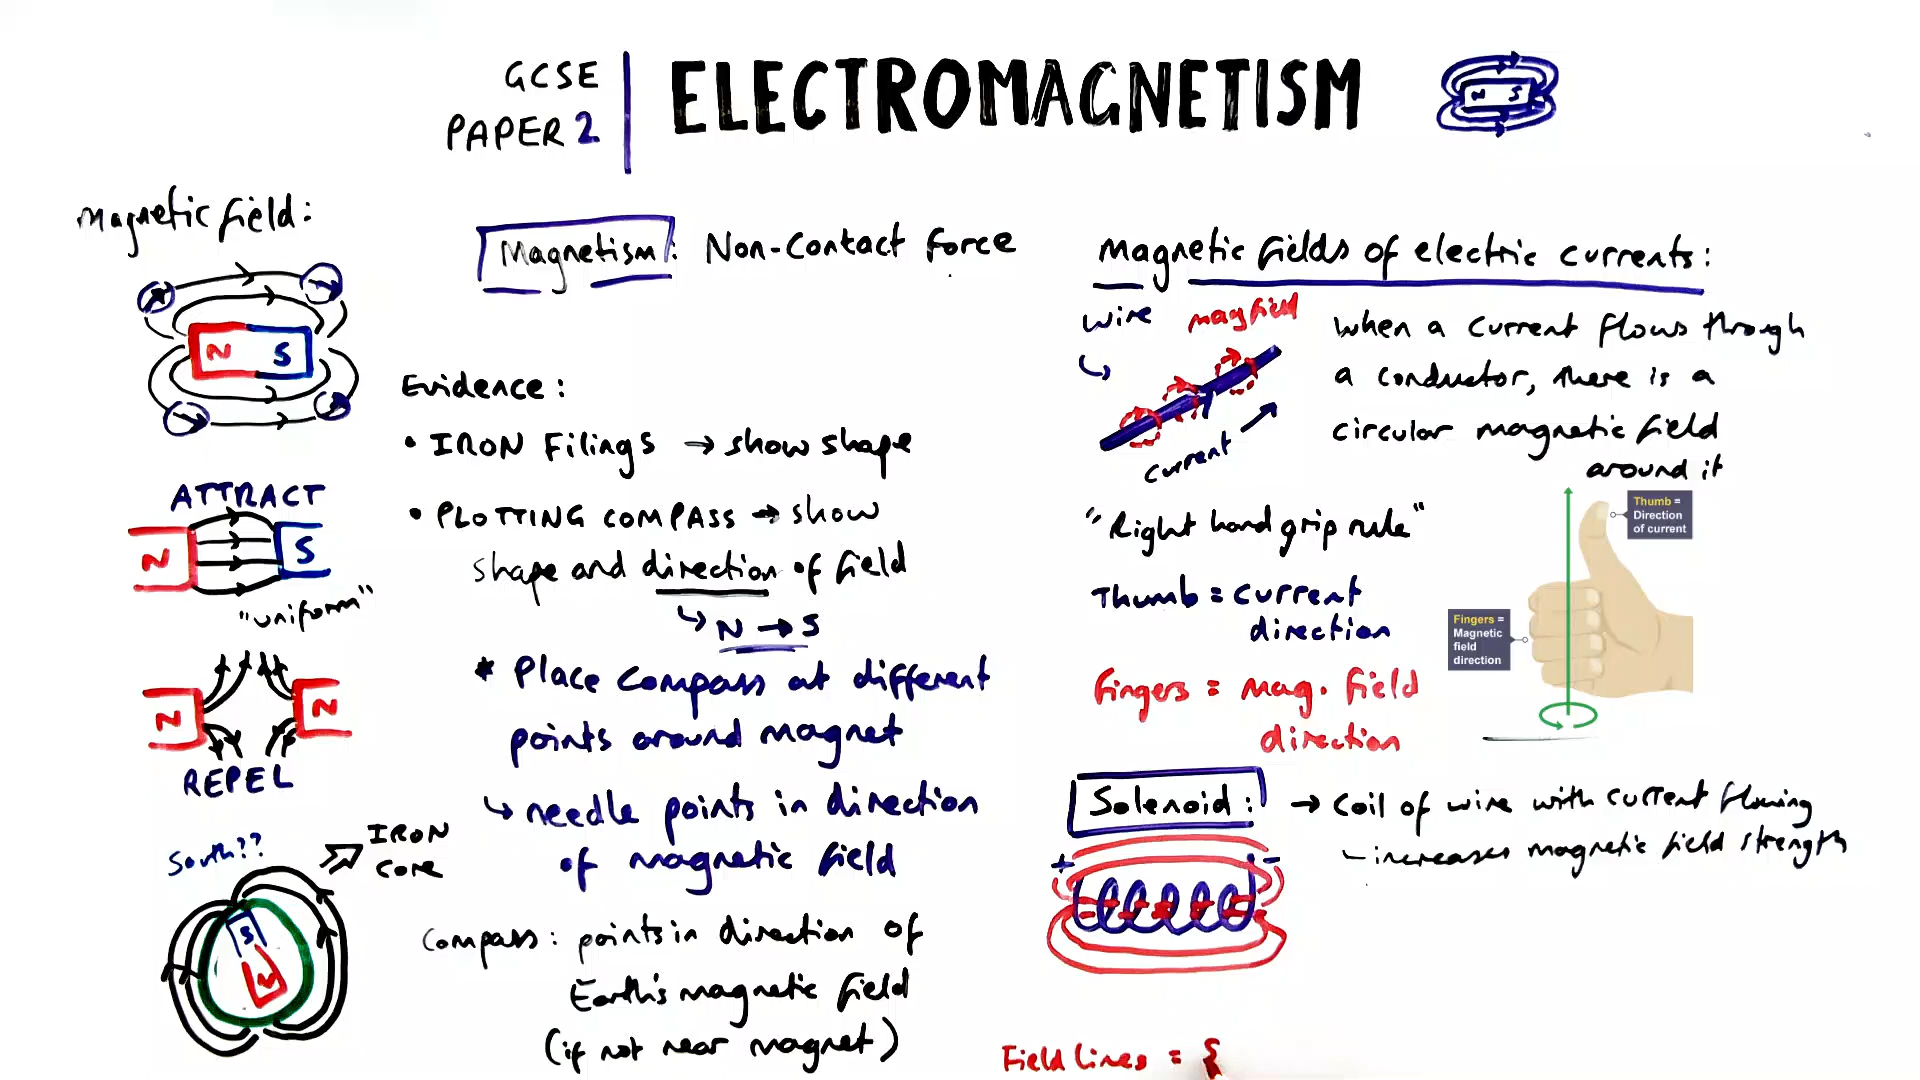 GCSE
PAPER 2
ELECTROMAGNETISM
N S
Magnetic field:
N S
ATTRACT
N S
"uniform"
N N
REPEL
South??
IRON
CORE
S
N
Magnetism: Non-Contact force
Evidence:
• IRON Filings → show shape
• PLOTTING COMPASS → show
shape and direction of field
↳ N → S
* Place compass at different
points around magnet
↳ needle points in direction
of magnetic field
Compass: points in direction of
Earth's magnetic field
(if not near magnet)
Magnetic fields of electric currents:
wire mag field
current
when a current flows through
a conductor, there is a
circular magnetic field
around it
"Right hand grip rule"
Thumb = current
direction
fingers = mag. field
direction
Thumb =
Direction
of current
Fingers =
Magnetic
field
direction
Solenoid: → coil of wire with current flowing
- increases magnetic field strength
+ -
Field lines = S